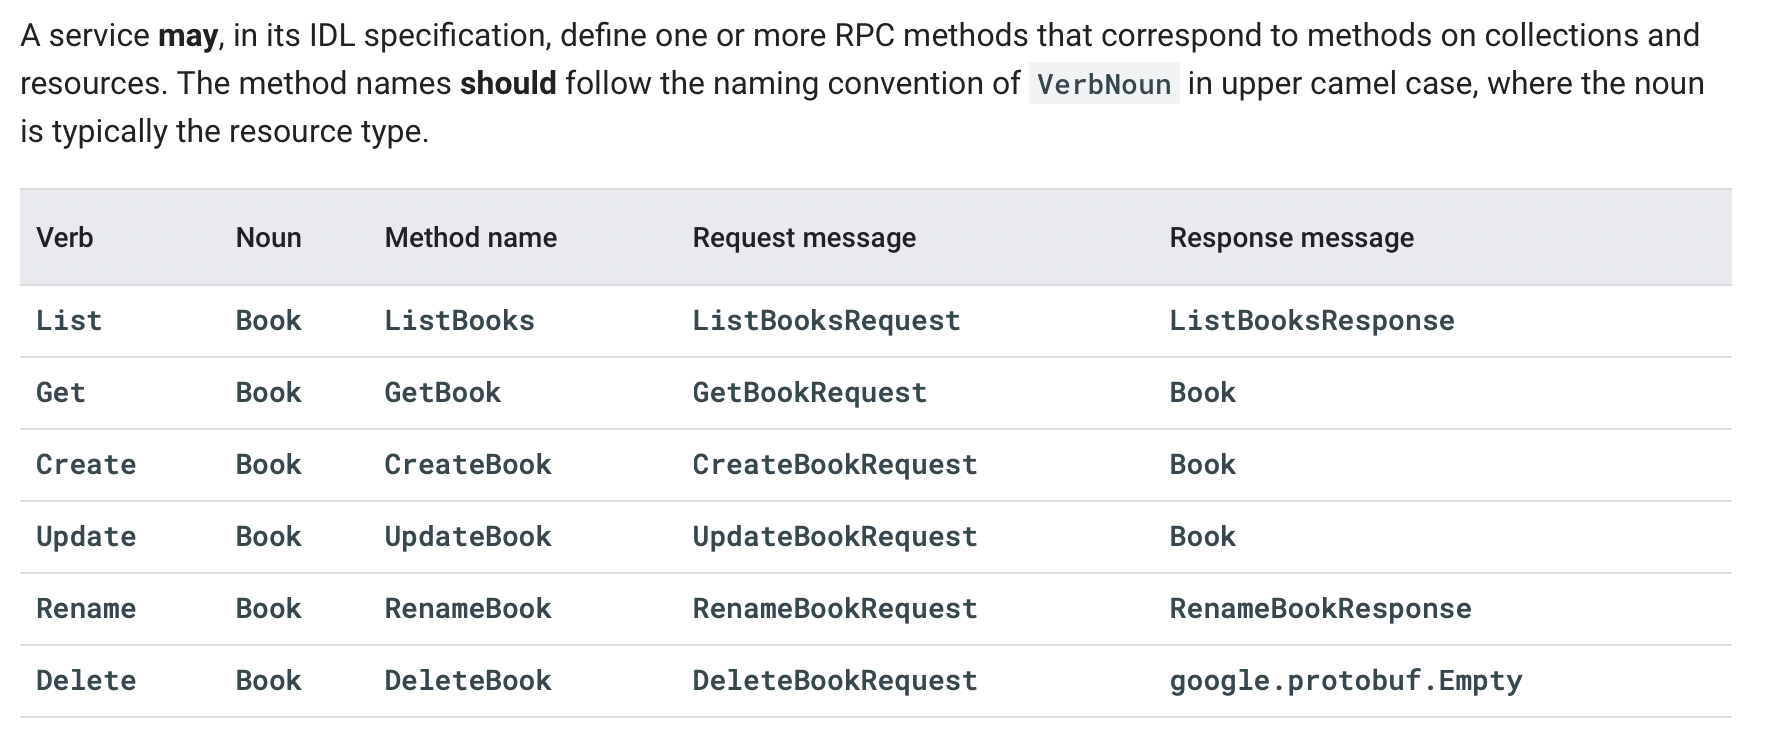 A service may, in its IDL specification, define one or more RPC methods that correspond to methods on collections and
resources. The method names should follow the naming convention of VerbNoun in upper camel case, where the noun
is typically the resource type.
Verb Noun Method name Request message Response message
List Book ListBooks ListBooksRequest ListBooksResponse
Get Book GetBook GetBookRequest Book
Create Book CreateBook CreateBookRequest Book
Update Book UpdateBook UpdateBookRequest Book
Rename Book RenameBook RenameBookRequest RenameBookResponse
Delete Book DeleteBook DeleteBookRequest google.protobuf.Empty